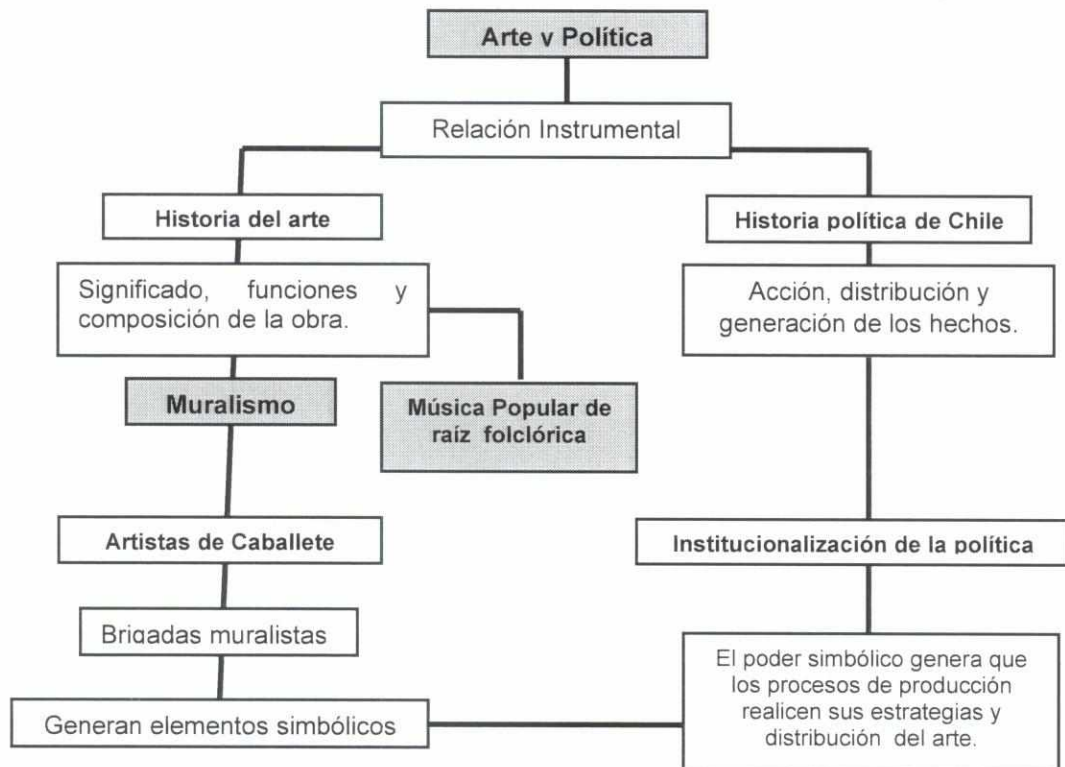 Arte y Política
Relación Instrumental
Historia del arte
Historia política de Chile
Significado, funciones y
composición de la obra.
Acción, distribución y
generación de los hechos.
Muralismo
Música Popular de
raíz folclórica
Artistas de Caballete
Institucionalización de la política
Brigadas muralistas
El poder simbólico genera que
los procesos de producción
realicen sus estrategias y
distribución del arte.
Generan elementos simbólicos